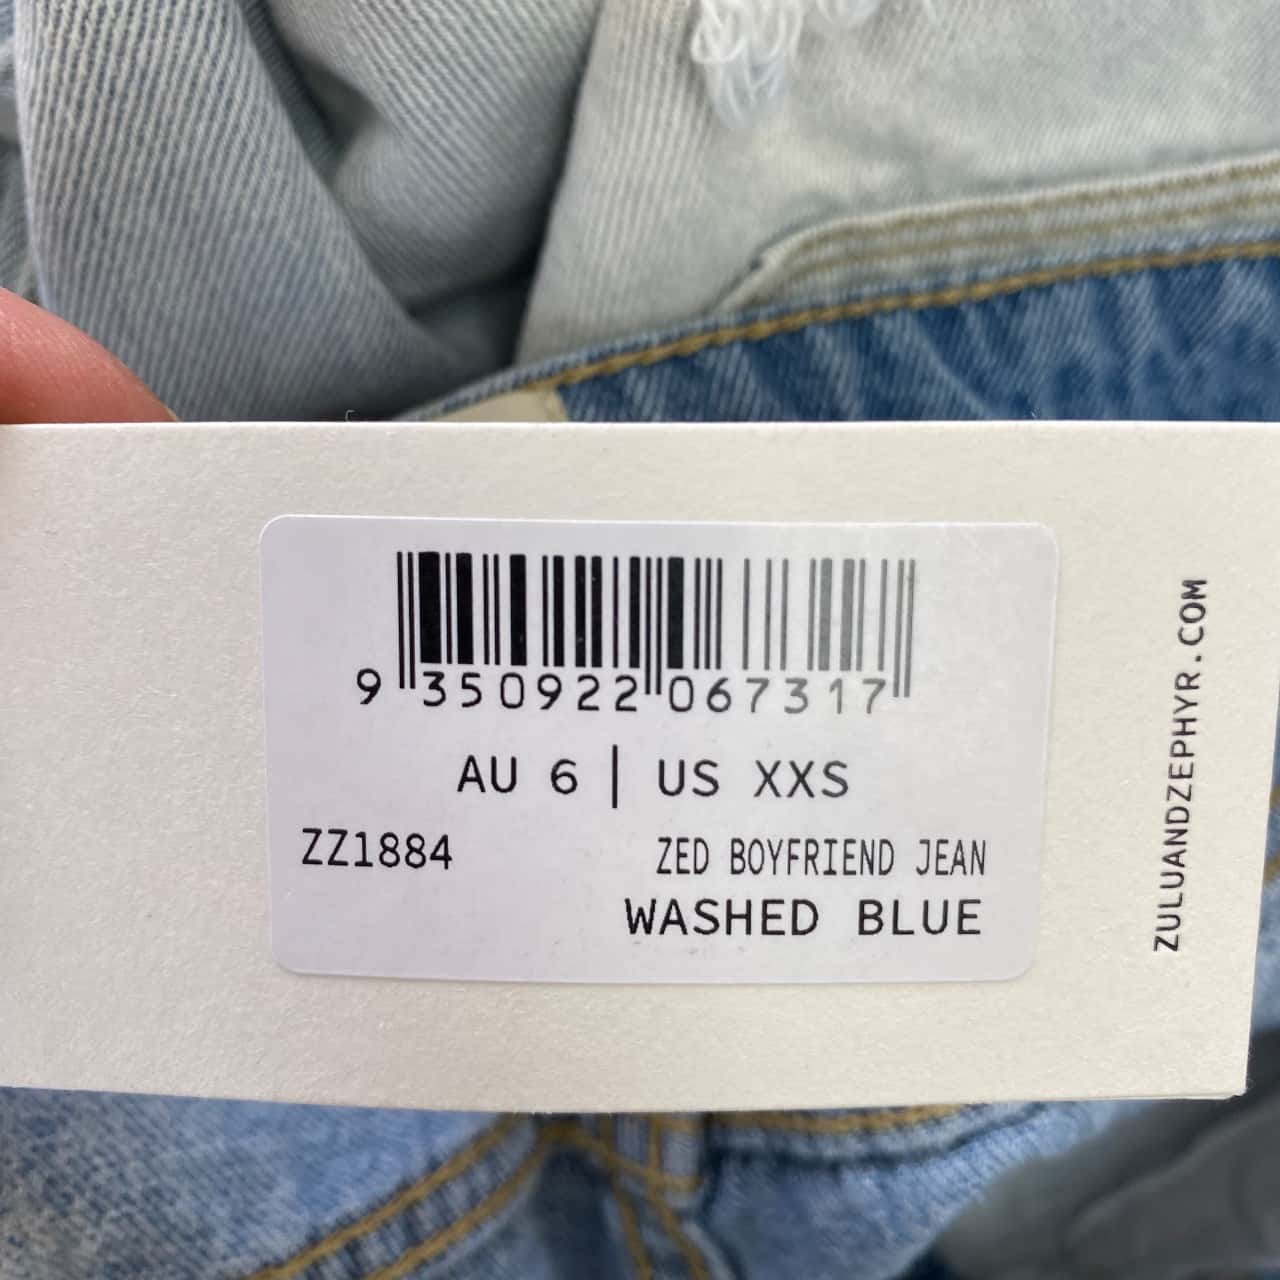 9 350922 067317
AU 6 | US XXS
ZZ1884 ZED BOYFRIEND JEAN
WASHED BLUE
ZULUANDZEPHYR.COM